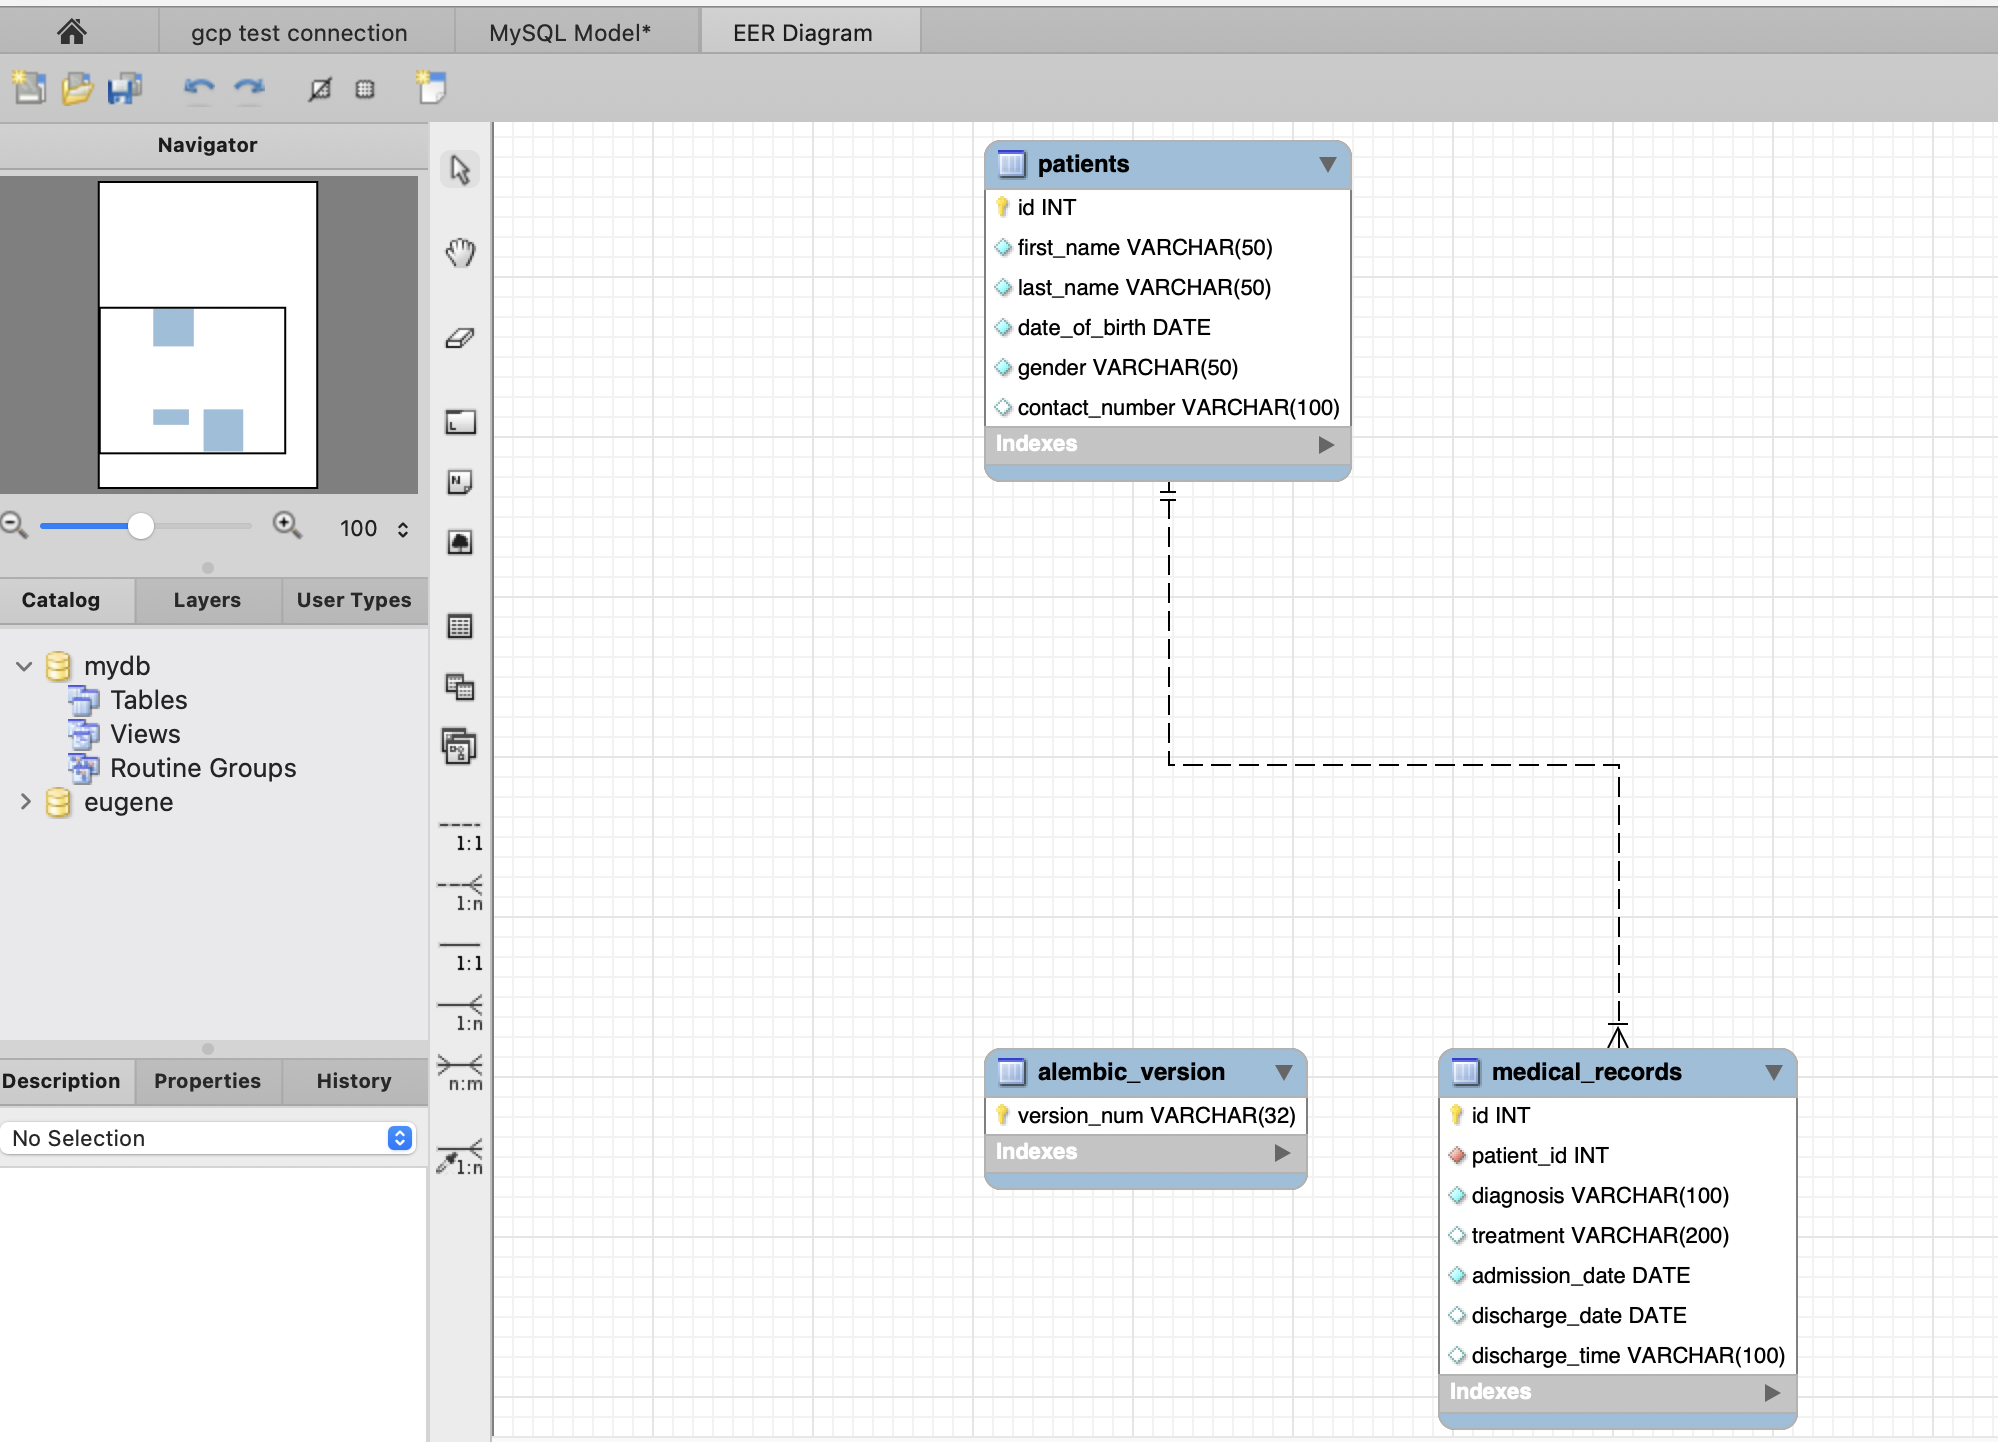 gcp test connection
MySQL Model*
EER Diagram
Navigator
100
Catalog
Layers
User Types
mydb
Tables
Views
Routine Groups
eugene
Description
Properties
History
No Selection
L
N
1:1
1:n
1:1
1:n
n:m
1:n
patients
id INT
first_name VARCHAR(50)
last_name VARCHAR(50)
date_of_birth DATE
gender VARCHAR(50)
contact_number VARCHAR(100)
Indexes
alembic_version
version_num VARCHAR(32)
Indexes
medical_records
id INT
patient_id INT
diagnosis VARCHAR(100)
treatment VARCHAR(200)
admission_date DATE
discharge_date DATE
discharge_time VARCHAR(100)
Indexes